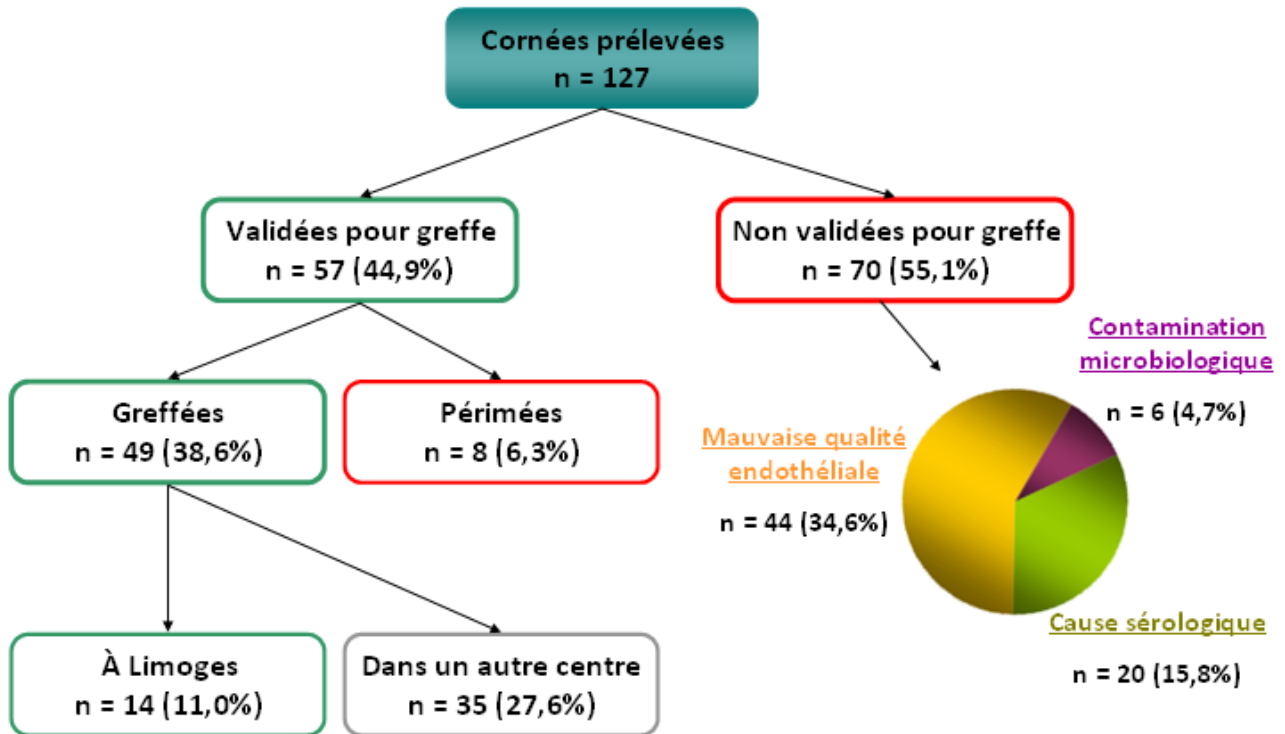 Cornées prélevées
n = 127
Validées pour greffe
n = 57 (44,9%)
Non validées pour greffe
n = 70 (55,1%)
Greffées
n = 49 (38,6%)
Périmées
n = 8 (6,3%)
Contamination
microbiologique
n = 6 (4,7%)
Mauvaise qualité
endothéliale
n = 44 (34,6%)
Cause sérologique
n = 20 (15,8%)
À Limoges
n = 14 (11,0%)
Dans un autre centre
n = 35 (27,6%)